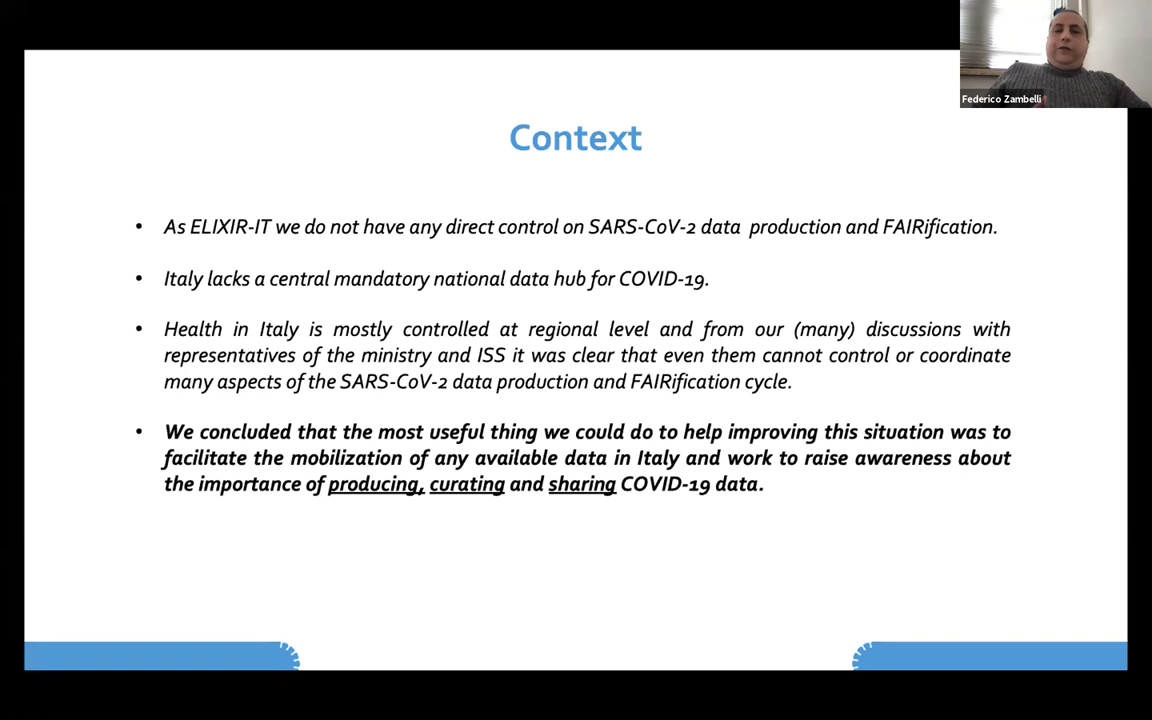 Federico Zambelli
Context
• As ELIXIR-IT we do not have any direct control on SARS-CoV-2 data production and FAIRification.
• Italy lacks a central mandatory national data hub for COVID-19.
• Health in Italy is mostly controlled at regional level and from our (many) discussions with
representatives of the ministry and ISS it was clear that even them cannot control or coordinate
many aspects of the SARS-CoV-2 data production and FAIRification cycle.
• We concluded that the most useful thing we could do to help improving this situation was to
facilitate the mobilization of any available data in Italy and work to raise awareness about
the importance of producing, curating and sharing COVID-19 data.